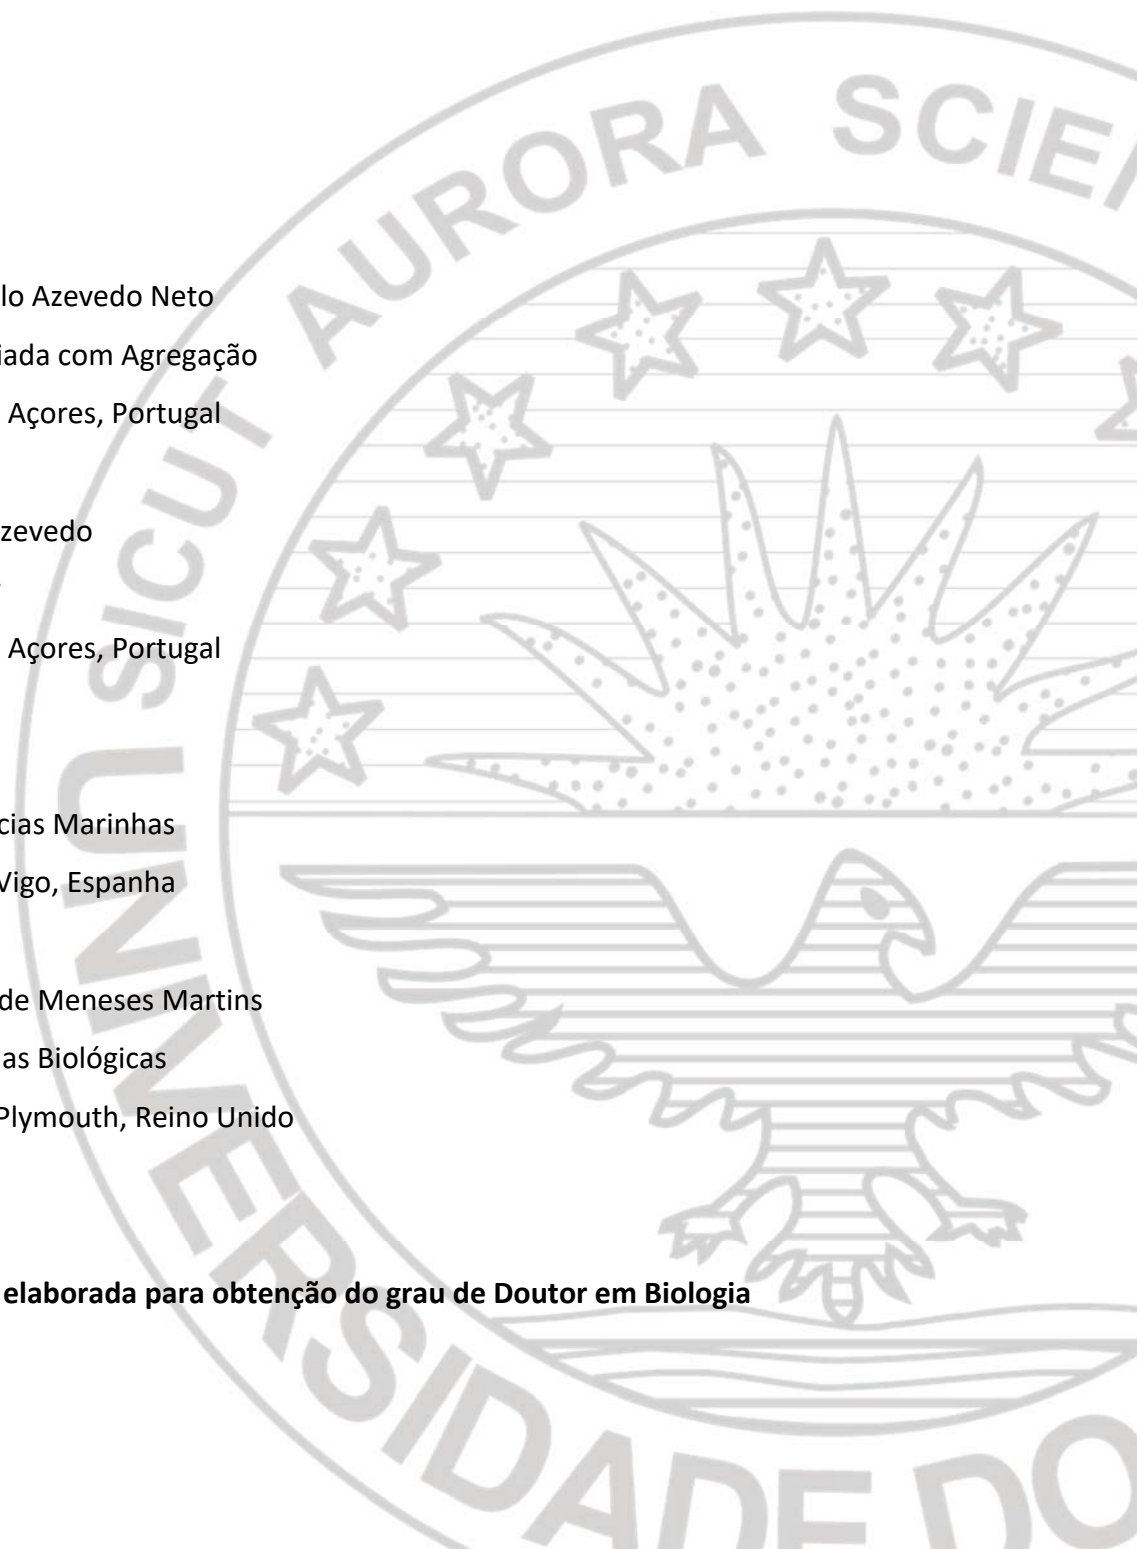 SICUT AURORA SCIE
UNIVERSIDADE DO
lo Azevedo Neto
iada com Agregação
Açores, Portugal
zevedo
Açores, Portugal
cias Marinhas
Vigo, Espanha
de Meneses Martins
as Biológicas
Plymouth, Reino Unido
elaborada para obtenção do grau de Doutor em Biologia